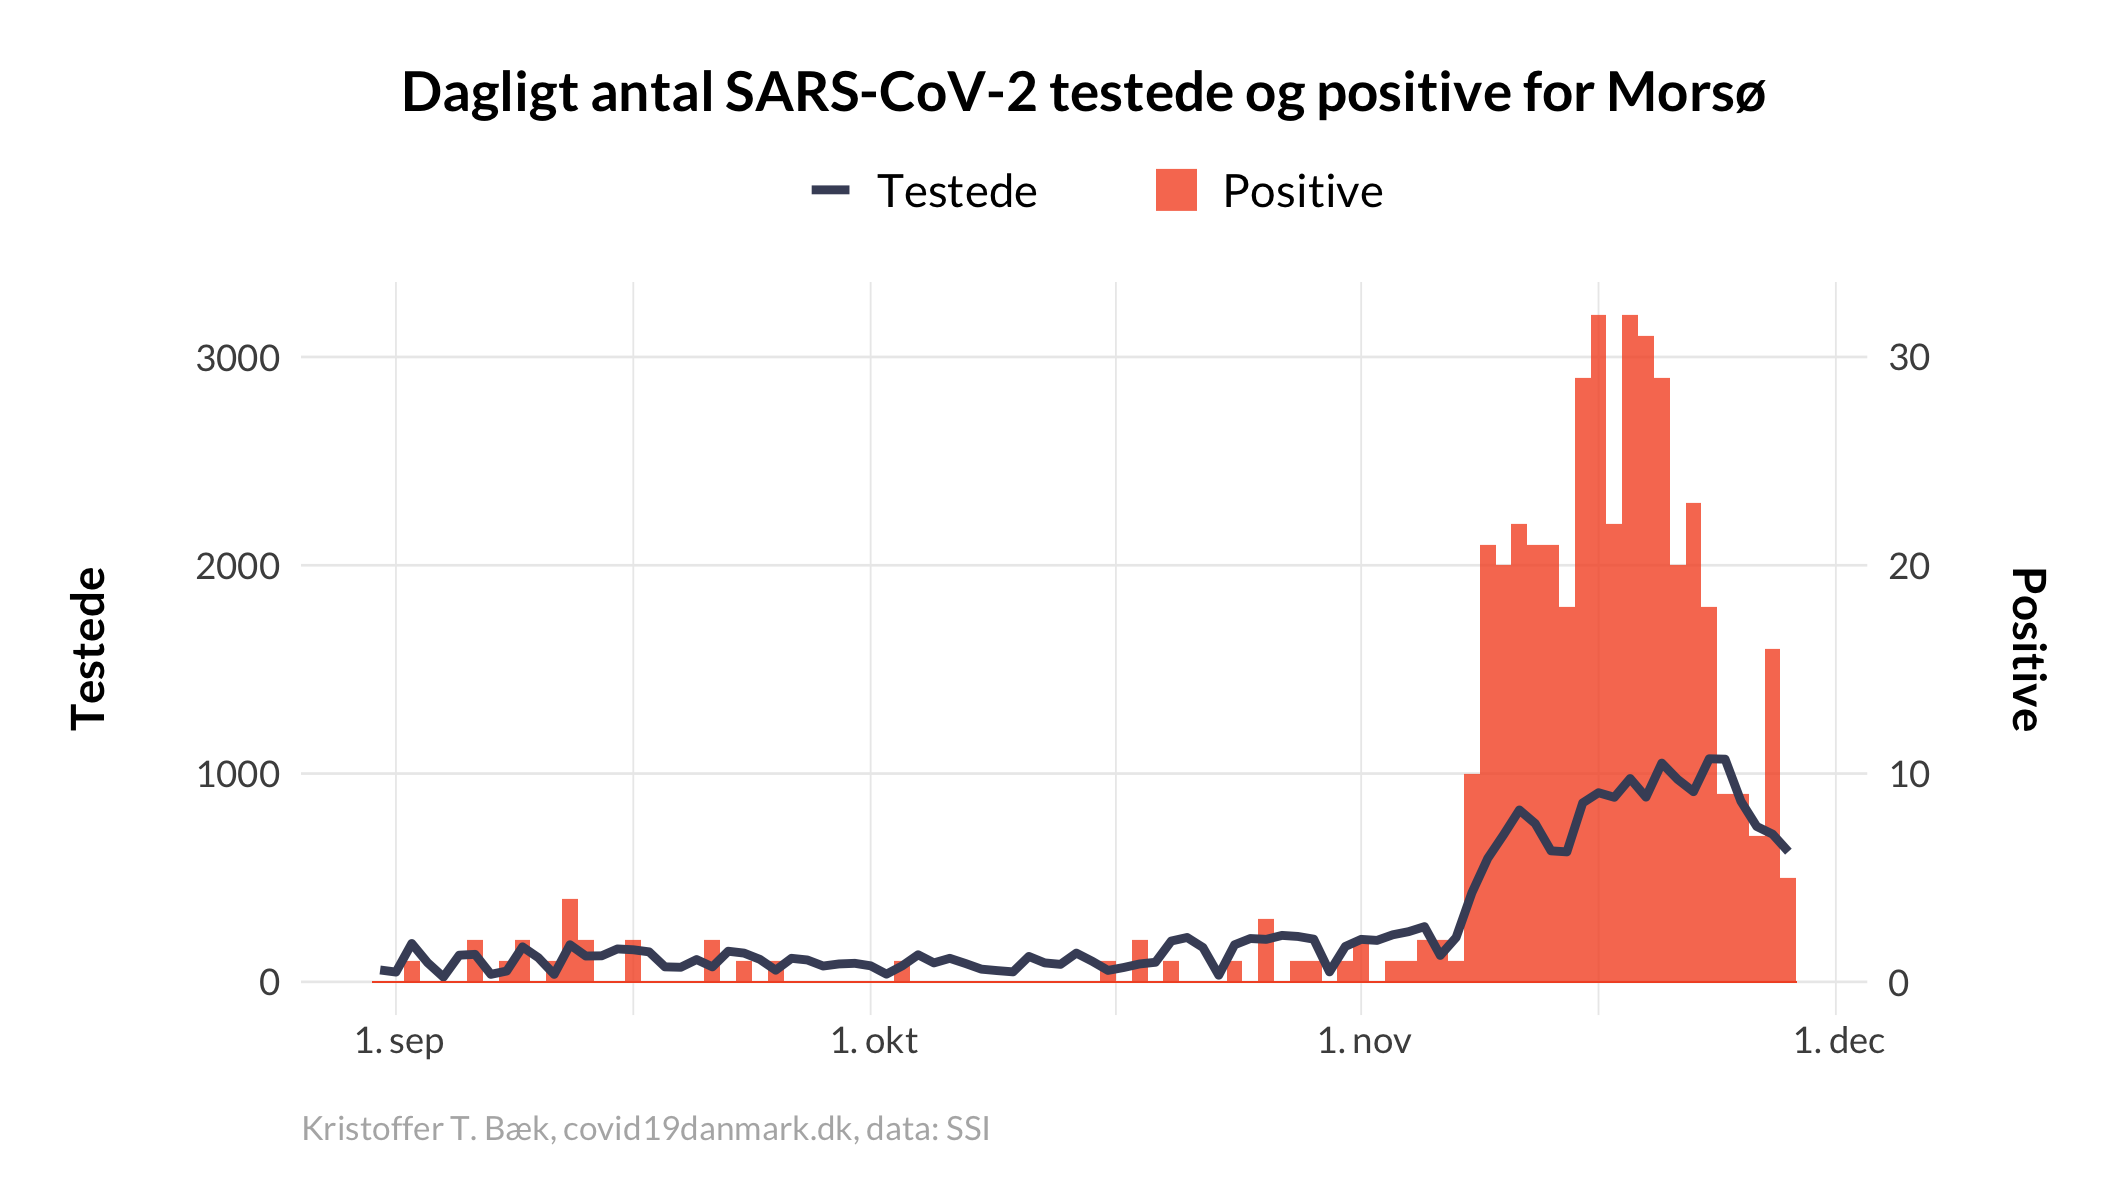 Dagligt antal SARS-CoV-2 testede og positive for Morsø
Testede Positive
3000 30
2000 20
1000 10
0 0
Testede
Positive
1. sep 1. okt 1. nov 1. dec
Kristoffer T. Bæk, covid19danmark.dk, data: SSI